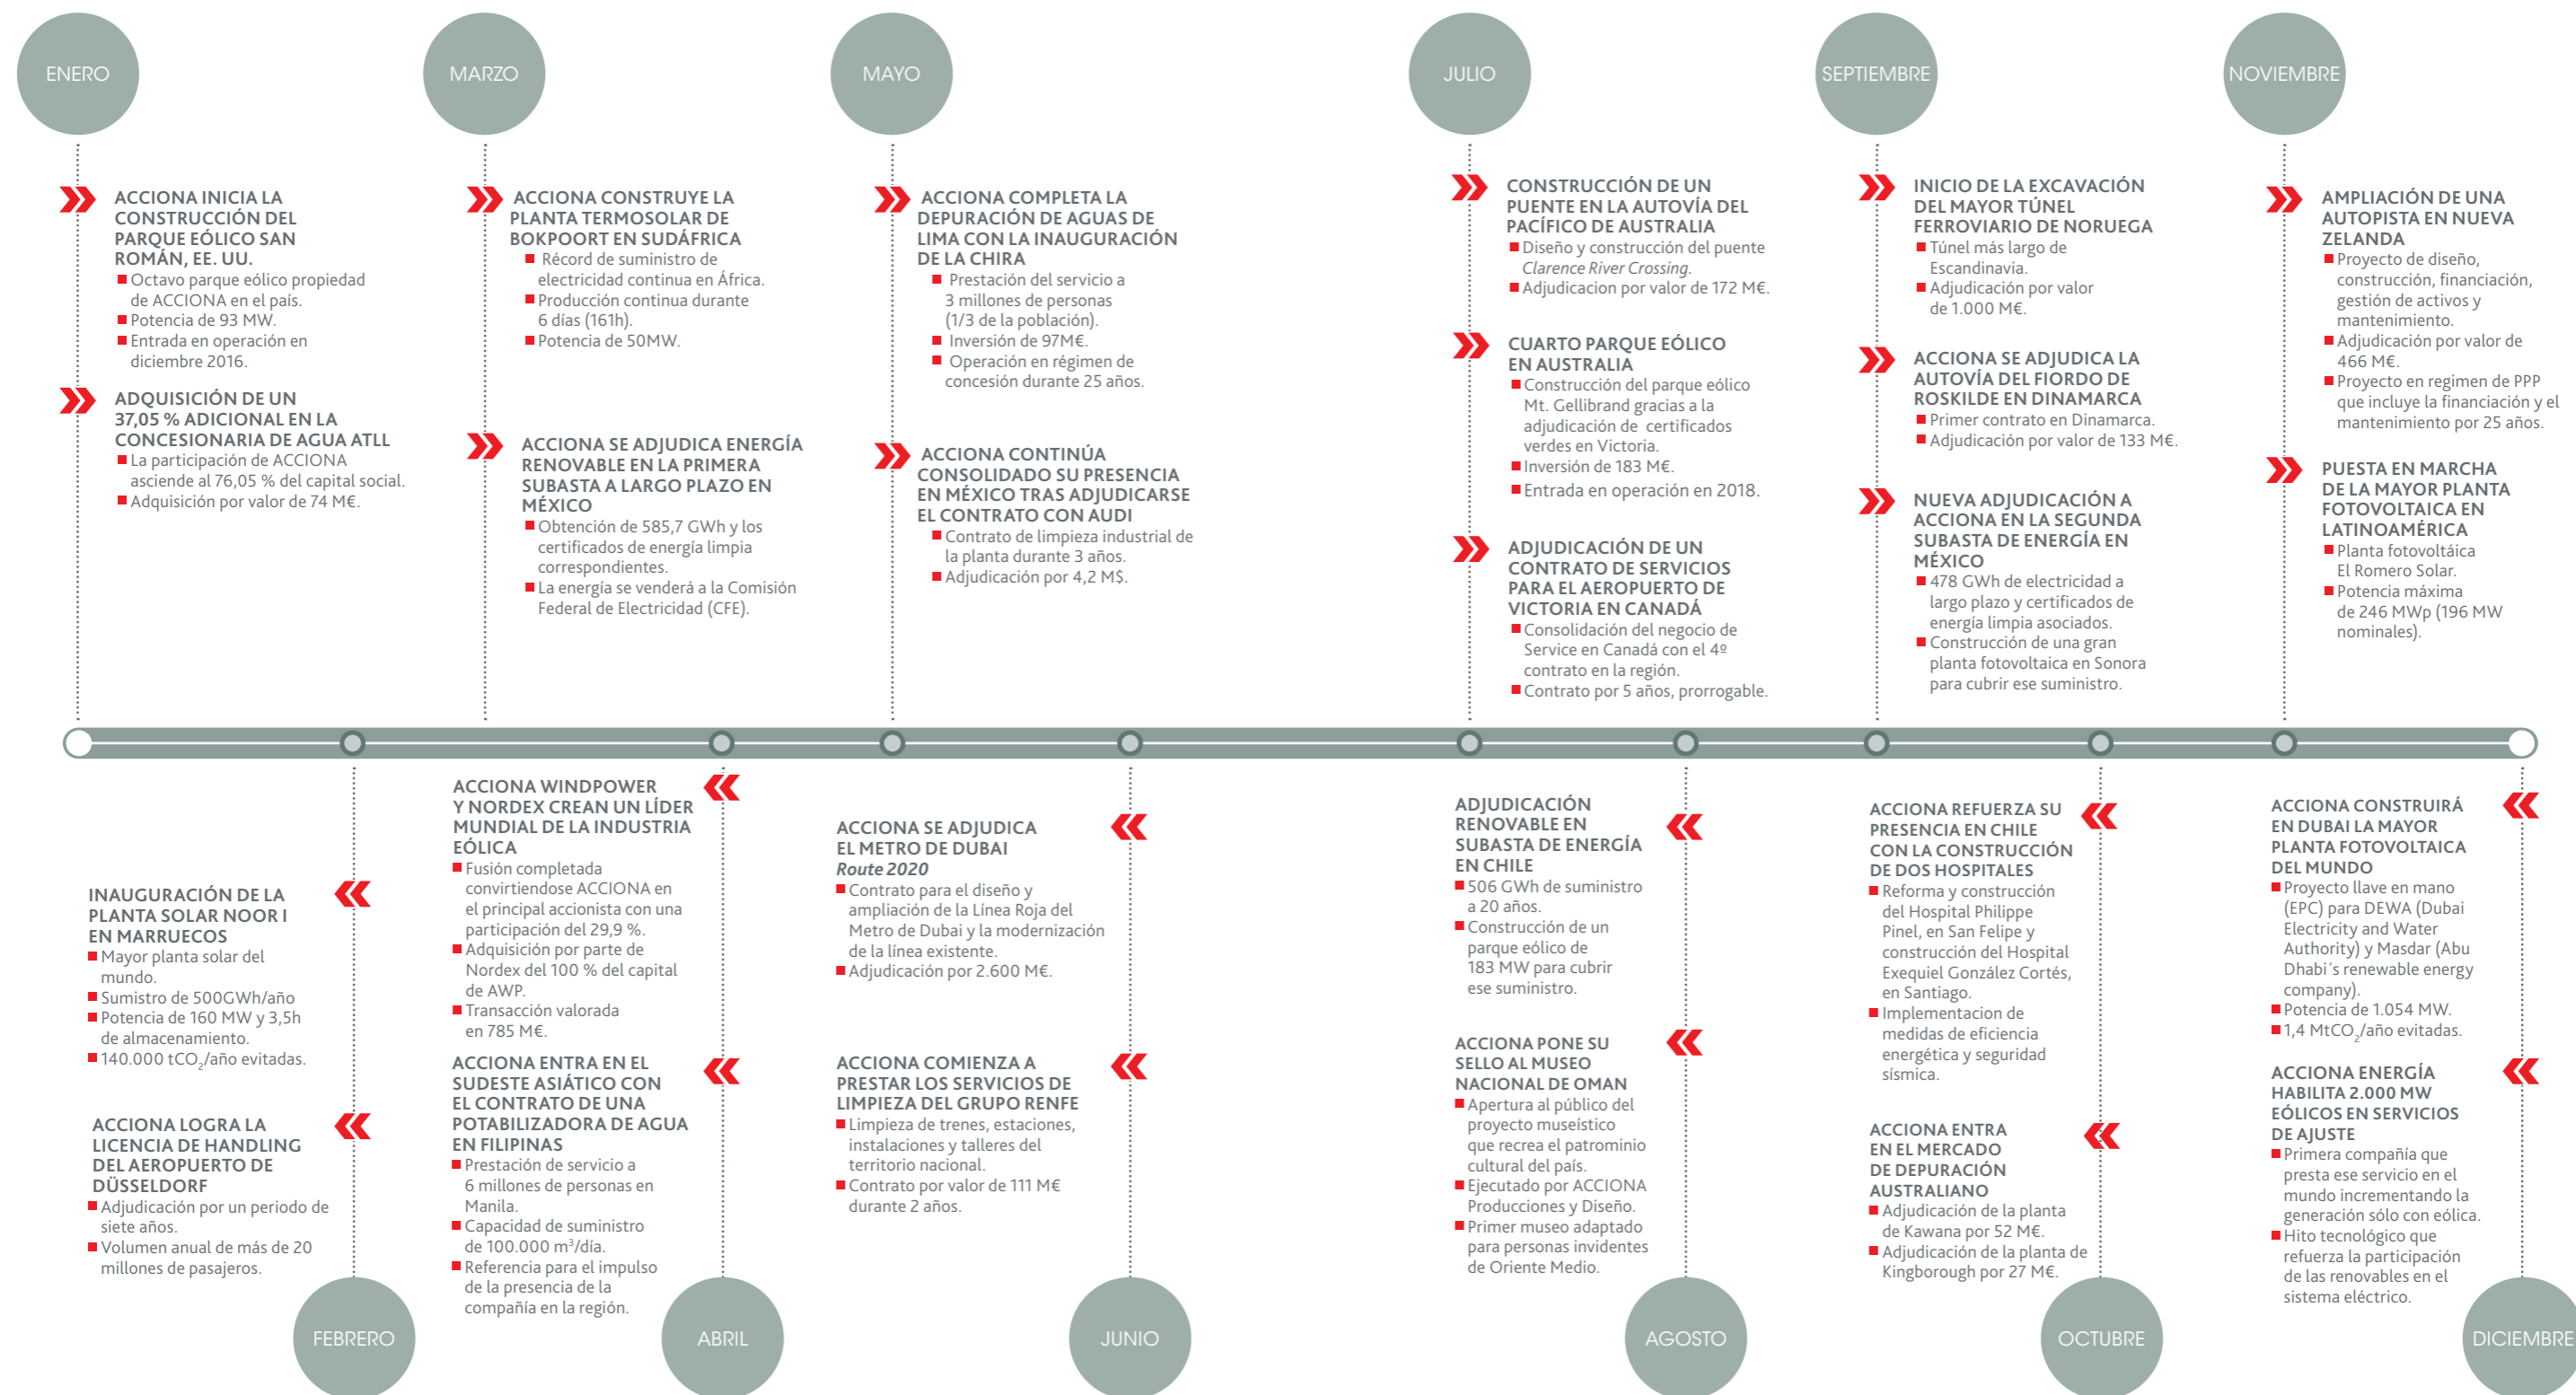 ENERO
ACCIONA INICIA LA
CONSTRUCCIÓN DEL
PARQUE EÓLICO SAN
ROMÁN, EE. UU.
Octavo parque eólico propiedad
de ACCIONA en el país.
Potencia de 93 MW.
Entrada en operación en
diciembre 2016.
ADQUISICIÓN DE UN
37,05 % ADICIONAL EN LA
CONCESIONARIA DE AGUA ATLL
La participación de ACCIONA
asciende al 76,05 % del capital social.
Adquisición por valor de 74 M€.
MARZO
ACCIONA CONSTRUYE LA
PLANTA TERMOSOLAR DE
BOKPOORT EN SUDÁFRICA
Récord de suministro de
electricidad continua en África.
Producción continua durante
6 días (161h).
Potencia de 50MW.
ACCIONA SE ADJUDICA ENERGÍA
RENOVABLE EN LA PRIMERA
SUBASTA A LARGO PLAZO EN
MÉXICO
Obtención de 585,7 GWh y los
certificados de energía limpia
correspondientes.
La energía se venderá a la Comisión
Federal de Electricidad (CFE).
MAYO
ACCIONA COMPLETA LA
DEPURACIÓN DE AGUAS DE
LIMA CON LA INAUGURACIÓN
DE LA CHIRA
Prestación del servicio a
3 millones de personas
(1/3 de la población).
Inversión de 97M€.
Operación en régimen de
concesión durante 25 años.
ACCIONA CONTINÚA
CONSOLIDADO SU PRESENCIA
EN MÉXICO TRAS ADJUDICARSE
EL CONTRATO CON AUDI
Contrato de limpieza industrial de
la planta durante 3 años.
Adjudicación por 4,2 M$.
JULIO
CONSTRUCCIÓN DE UN
PUENTE EN LA AUTOVÍA DEL
PACÍFICO DE AUSTRALIA
Diseño y construcción del puente
Clarence River Crossing.
Adjudicacion por valor de 172 M€.
CUARTO PARQUE EÓLICO
EN AUSTRALIA
Construcción del parque eólico
Mt. Gellibrand gracias a la
adjudicación de certificados
verdes en Victoria.
Inversión de 183 M€.
Entrada en operación en 2018.
ADJUDICACIÓN DE UN
CONTRATO DE SERVICIOS
PARA EL AEROPUERTO DE
VICTORIA EN CANADÁ
Consolidación del negocio de
Service en Canadá con el 4º
contrato en la región.
Contrato por 5 años, prorrogable.
SEPTIEMBRE
INICIO DE LA EXCAVACIÓN
DEL MAYOR TÚNEL
FERROVIARIO DE NORUEGA
Túnel más largo de
Escandinavia.
Adjudicación por valor
de 1.000 M€.
ACCIONA SE ADJUDICA LA
AUTOVÍA DEL FIORDO DE
ROSKILDE EN DINAMARCA
Primer contrato en Dinamarca.
Adjudicación por valor de 133 M€.
NUEVA ADJUDICACIÓN A
ACCIONA EN LA SEGUNDA
SUBASTA DE ENERGÍA EN
MÉXICO
478 GWh de electricidad a
largo plazo y certificados de
energía limpia asociados.
Construcción de una gran
planta fotovoltaica en Sonora
para cubrir ese suministro.
NOVIEMBRE
AMPLIACIÓN DE UNA
AUTOPISTA EN NUEVA
ZELANDA
Proyecto de diseño,
construcción, financiación,
gestión de activos y
mantenimiento.
Adjudicación por valor de
466 M€.
Proyecto en regimen de PPP
que incluye la financiación y el
mantenimiento por 25 años.
PUESTA EN MARCHA
DE LA MAYOR PLANTA
FOTOVOLTAICA EN
LATINOAMÉRICA
Planta fotovoltáica
El Romero Solar.
Potencia máxima
de 246 MWp (196 MW
nominales).
INAUGURACIÓN DE LA
PLANTA SOLAR NOOR I
EN MARRUECOS
Mayor planta solar del
mundo.
Sumistro de 500GWh/año
Potencia de 160 MW y 3,5h
de almacenamiento.
140.000 tCO₂/año evitadas.
ACCIONA LOGRA LA
LICENCIA DE HANDLING
DEL AEROPUERTO DE
DÜSSELDORF
Adjudicación por un periodo de
siete años.
Volumen anual de más de 20
millones de pasajeros.
FEBRERO
ACCIONA WINDPOWER
Y NORDEX CREAN UN LÍDER
MUNDIAL DE LA INDUSTRIA
EÓLICA
Fusión completada
convirtiendose ACCIONA en
el principal accionista con una
participación del 29,9 %.
Adquisición por parte de
Nordex del 100 % del capital
de AWP.
Transacción valorada
en 785 M€.
ACCIONA ENTRA EN EL
SUDESTE ASIÁTICO CON
EL CONTRATO DE UNA
POTABILIZADORA DE AGUA
EN FILIPINAS
Prestación de servicio a
6 millones de personas en
Manila.
Capacidad de suministro
de 100.000 m³/día.
Referencia para el impulso
de la presencia de la
compañía en la región.
ABRIL
ACCIONA SE ADJUDICA
EL METRO DE DUBAI
Route 2020
Contrato para el diseño y
ampliación de la Línea Roja del
Metro de Dubai y la modernización
de la línea existente.
Adjudicación por 2.600 M€.
ACCIONA COMIENZA A
PRESTAR LOS SERVICIOS DE
LIMPIEZA DEL GRUPO RENFE
Limpieza de trenes, estaciones,
instalaciones y talleres del
territorio nacional.
Contrato por valor de 111 M€
durante 2 años.
JUNIO
ADJUDICACIÓN
RENOVABLE EN
SUBASTA DE ENERGÍA
EN CHILE
506 GWh de suministro
a 20 años.
Construcción de un
parque eólico de
183 MW para cubrir
ese suministro.
ACCIONA PONE SU
SELLO AL MUSEO
NACIONAL DE OMAN
Apertura al público del
proyecto museístico
que recrea el patrominio
cultural del país.
Ejecutado por ACCIONA
Producciones y Diseño.
Primer museo adaptado
para personas invidentes
de Oriente Medio.
AGOSTO
ACCIONA REFUERZA SU
PRESENCIA EN CHILE
CON LA CONSTRUCCIÓN
DE DOS HOSPITALES
Reforma y construcción
del Hospital Philippe
Pinel, en San Felipe y
construcción del Hospital
Exequiel González Cortés,
en Santiago.
Implementacion de
medidas de eficiencia
energética y seguridad
sísmica.
ACCIONA ENTRA
EN EL MERCADO
DE DEPURACIÓN
AUSTRALIANO
Adjudicación de la planta
de Kawana por 52 M€.
Adjudicación de la planta de
Kingborough por 27 M€.
OCTUBRE
ACCIONA CONSTRUIRÁ
EN DUBAI LA MAYOR
PLANTA FOTOVOLTAICA
DEL MUNDO
Proyecto llave en mano
(EPC) para DEWA (Dubai
Electricity and Water
Authority) y Masdar (Abu
Dhabi´s renewable energy
company).
Potencia de 1.054 MW.
1,4 MtCO₂/año evitadas.
ACCIONA ENERGÍA
HABILITA 2.000 MW
EÓLICOS EN SERVICIOS
DE AJUSTE
Primera compañía que
presta ese servicio en el
mundo incrementando la
generación sólo con eólica.
Hito tecnológico que
refuerza la participación
de las renovables en el
sistema eléctrico.
DICIEMBRE